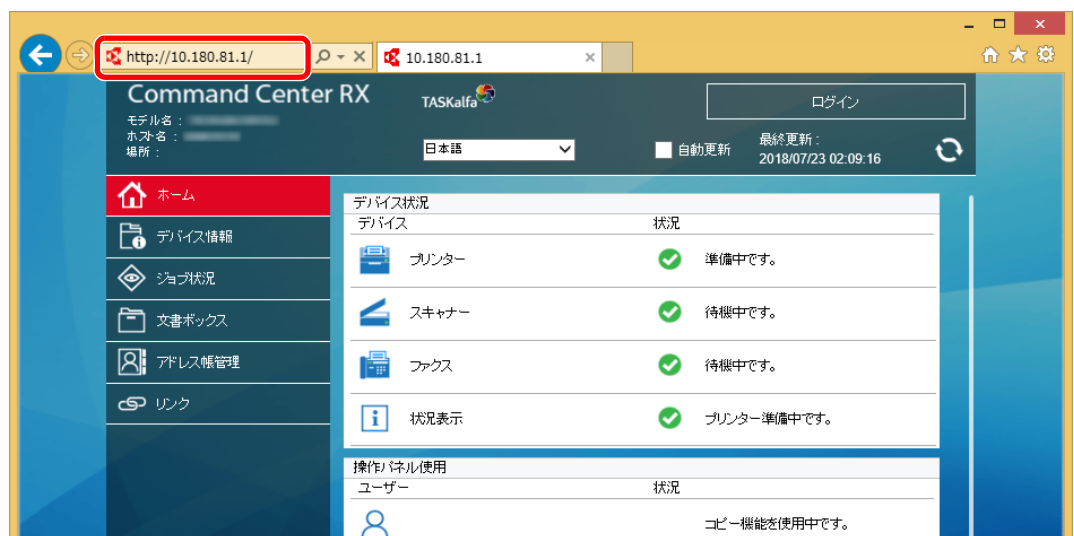 http://10.180.81.1/
10.180.81.1
Command Center RX
TASKalfa
ログイン
モデル名 :
ホスト名 :
場所 :
日本語
自動更新
最終更新 :
2018/07/23 02:09:16
ホーム
デバイス情報
ジョブ状況
文書ボックス
アドレス帳管理
リンク
デバイス状況
デバイス 状況
プリンター 準備中です。
スキャナー 待機中です。
ファクス 待機中です。
状況表示 プリンター準備中です。
操作パネル使用
ユーザー 状況
コピー機能を使用中です。